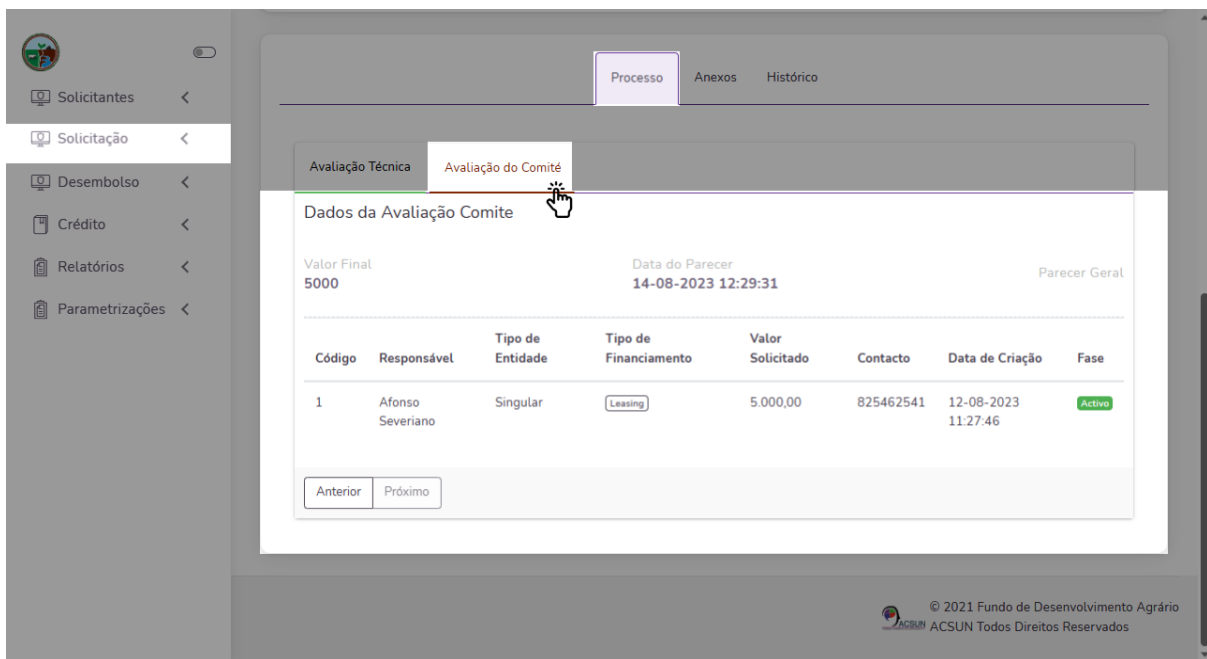 Solicitantes
Solicitação
Desembolso
Crédito
Relatórios
Parametrizações
Processo Anexos Histórico
Avaliação Técnica Avaliação do Comité
Dados da Avaliação Comite
Valor Final Data do Parecer Parecer Geral
5000 14-08-2023 12:29:31
Tipo de Tipo de Valor
Código Responsável Entidade Financiamento Solicitado Contacto Data de Criação Fase
1 Afonso Singular Leasing 5.000,00 825462541 12-08-2023 Activo
Severiano 11:27:46
Anterior Próximo
© 2021 Fundo de Desenvolvimento Agrário
ACSUN ACSUN Todos Direitos Reservados